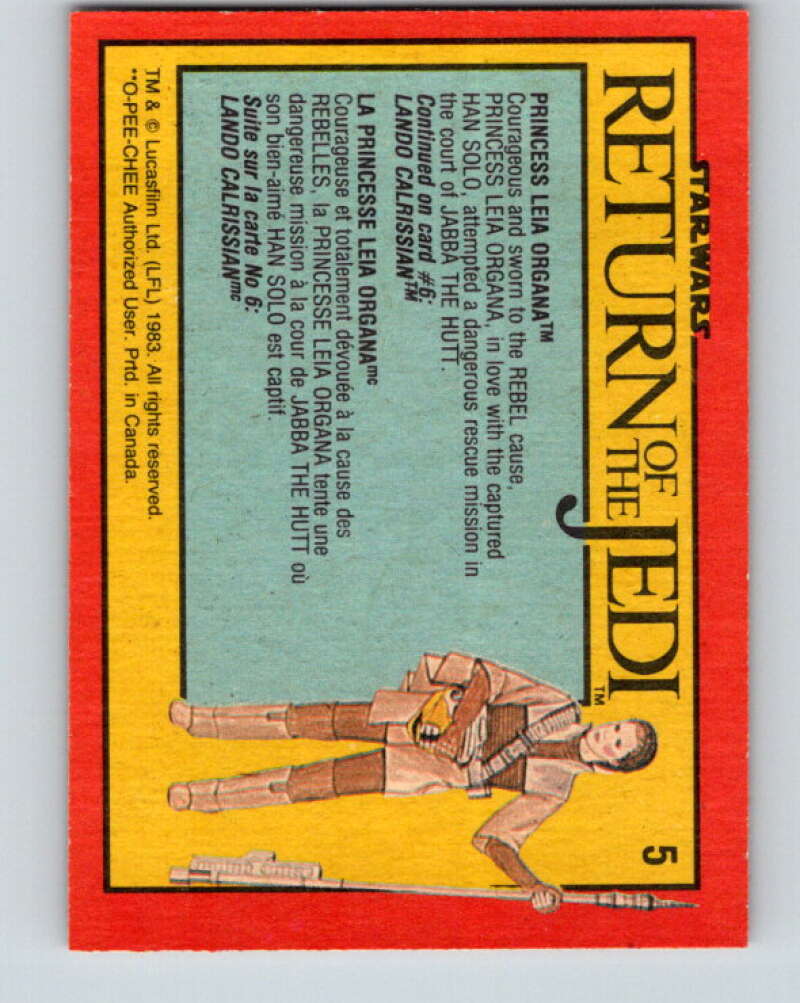 STAR WARS
RETURN OF THE JEDI™
5
PRINCESS LEIA ORGANA™
Courageous and sworn to the REBEL cause,
PRINCESS LEIA ORGANA, in love with the captured
HAN SOLO, attempted a dangerous rescue mission in
the court of JABBA THE HUTT.
Continued on card #6:
LANDO CALRISSIAN™
LA PRINCESSE LEIA ORGANAmc
Courageuse et totalement dévouée à la cause des
REBELLES, la PRINCESSE LEIA ORGANA tente une
dangereuse mission à la cour de JABBA THE HUTT où
son bien-aimé HAN SOLO est captif.
Suite sur la carte No 6:
LANDO CALRISSIANmc
TM & © Lucasfilm Ltd. (LFL) 1983. All rights reserved.
**O-PEE-CHEE Authorized User. Prtd. in Canada.